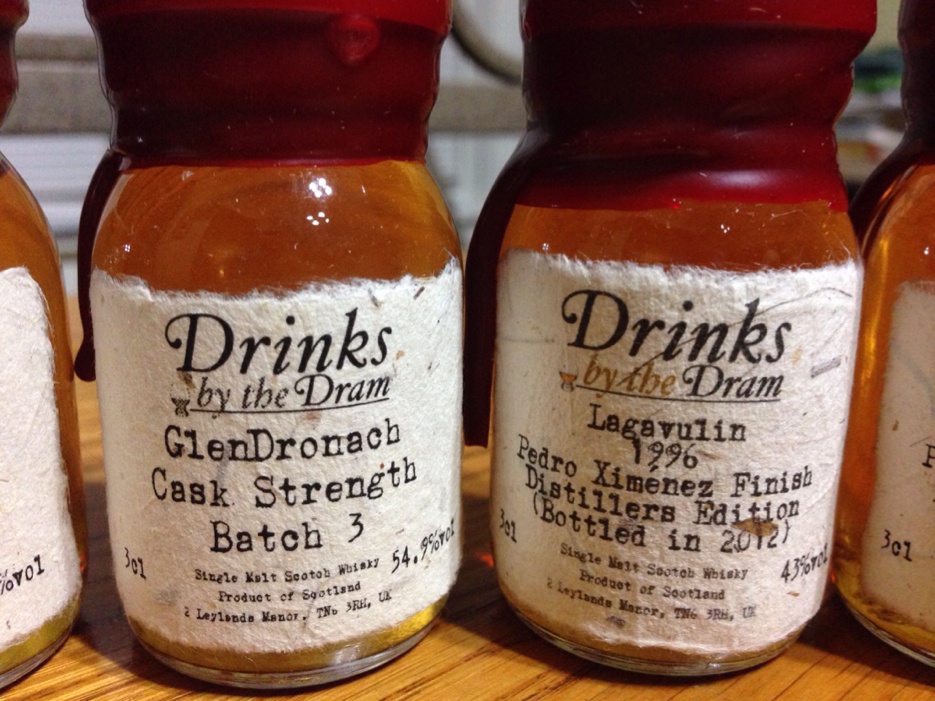 Drinks
by the Dram
GlenDronach
Cask Strength
Batch 3
3cl
54.9%vol
Single Malt Scotch Whisky
Product of Scotland
2 Leylands Manor, TN6 3RH, UK
Drinks
by the Dram
Lagavulin
1996
Pedro Ximenez Finish
Distillers Edition
(Bottled in 2012)
3cl
43%vol
Single Malt Scotch Whisky
Product of Scotland
2 Leylands Manor, TN6 3RH, UK
%vol
3cl